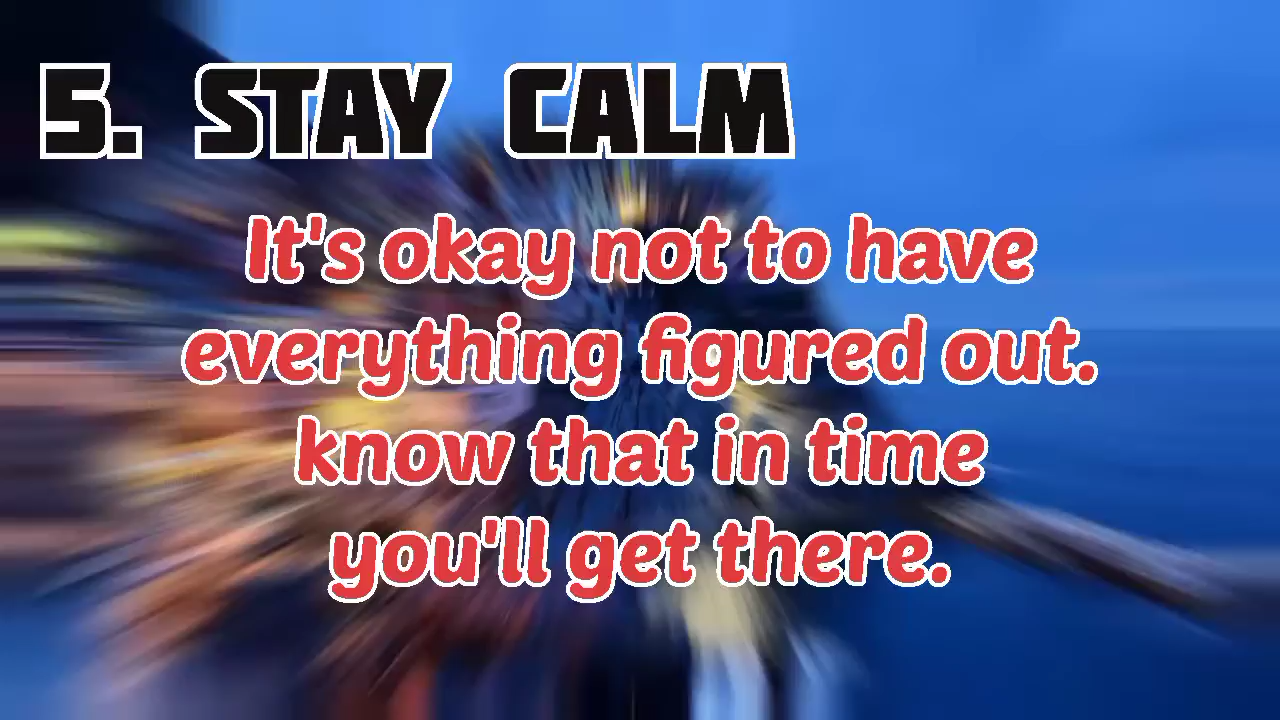 5. STAY CALM
It's okay not to have
everything figured out.
know that in time
you'll get there.